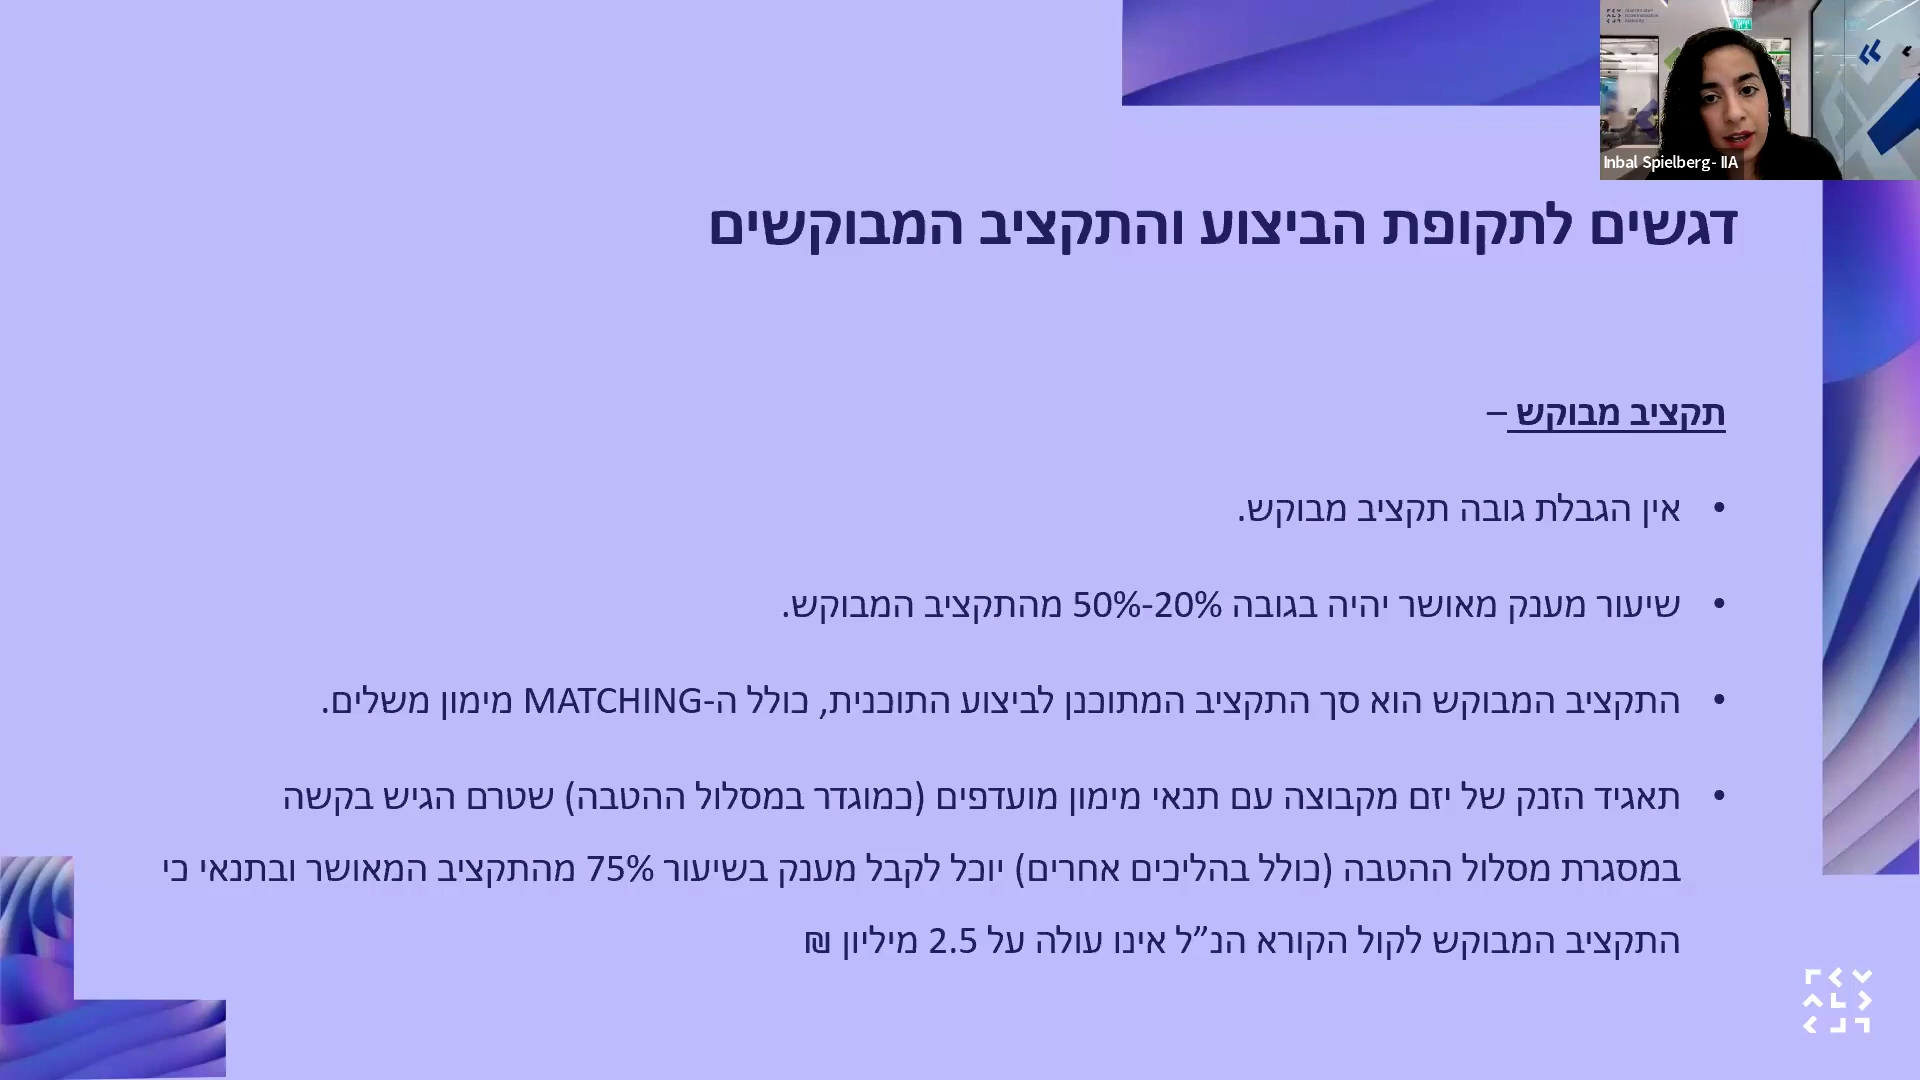 Inbal Spielberg- IIA
דגשים לתקופת הביצוע והתקציב המבוקשים
תקציב מבוקש –
• אין הגבלת גובה תקציב מבוקש.
• שיעור מענק מאושר יהיה בגובה 20%-50% מהתקציב המבוקש.
• התקציב המבוקש הוא סך התקציב המתוכנן לביצוע התוכנית, כולל ה-MATCHING מימון משלים.
• תאגיד הזנק של יזם מקבוצה עם תנאי מימון מועדפים (כמוגדר במסלול ההטבה) שטרם הגיש בקשה
במסגרת מסלול ההטבה (כולל בהליכים אחרים) יוכל לקבל מענק בשיעור 75% מהתקציב המאושר ובתנאי כי
התקציב המבוקש לקול הקורא הנ”ל אינו עולה על 2.5 מיליון ₪